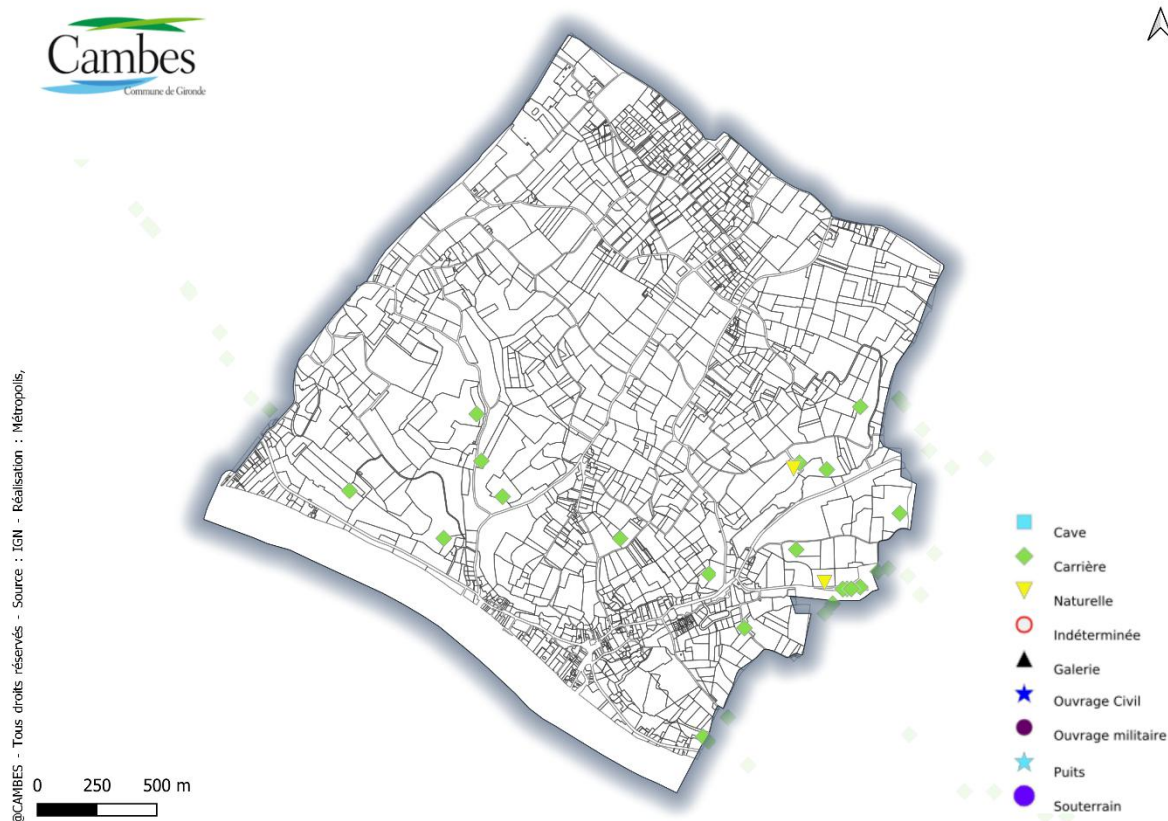 Cambes
Commune de Gironde
@CAMBES - Tous droits réservés - Source : IGN - Réalisation : Métropolis,
0 250 500 m
Cave
Carrière
Naturelle
Indéterminée
Galerie
Ouvrage Civil
Ouvrage militaire
Puits
Souterrain